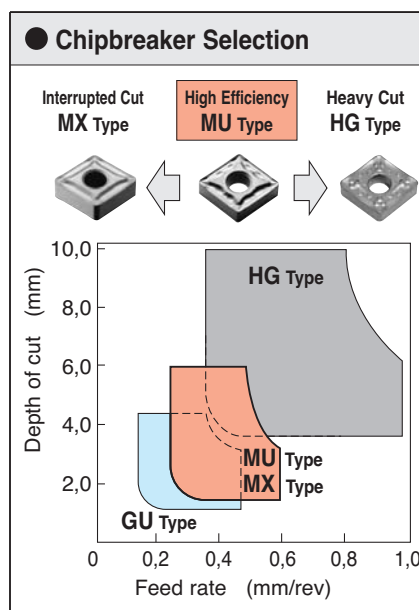 ● Chipbreaker Selection
Interrupted Cut
MX Type
High Efficiency
MU Type
Heavy Cut
HG Type
Depth of cut (mm)
10,0
8,0
6,0
4,0
2,0
HG Type
MU Type
MX Type
GU Type
0 0,2 0,4 0,6 0,8 1,0
Feed rate (mm/rev)